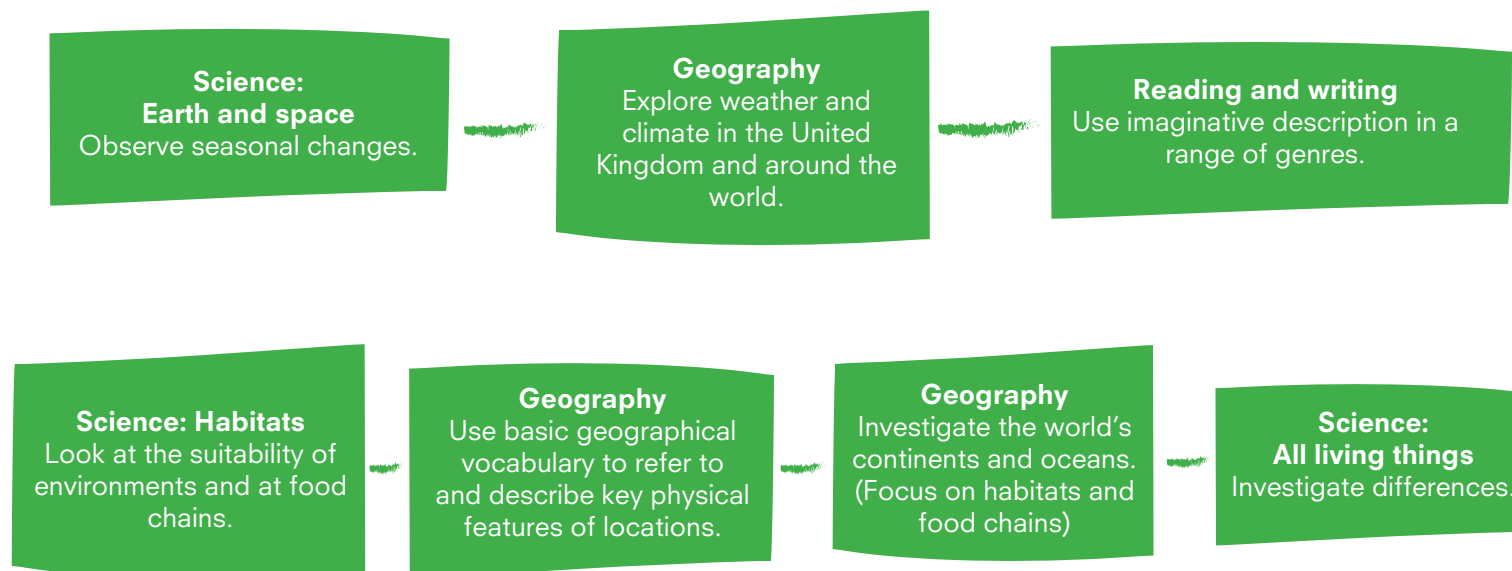 Science:
Earth and space
Observe seasonal changes.
Geography
Explore weather and
climate in the United
Kingdom and around the
world.
Reading and writing
Use imaginative description in a
range of genres.
Science: Habitats
Look at the suitability of
environments and at food
chains.
Geography
Use basic geographical
vocabulary to refer to
and describe key physical
features of locations.
Geography
Investigate the world’s
continents and oceans.
(Focus on habitats and
food chains)
Science:
All living things
Investigate differences.